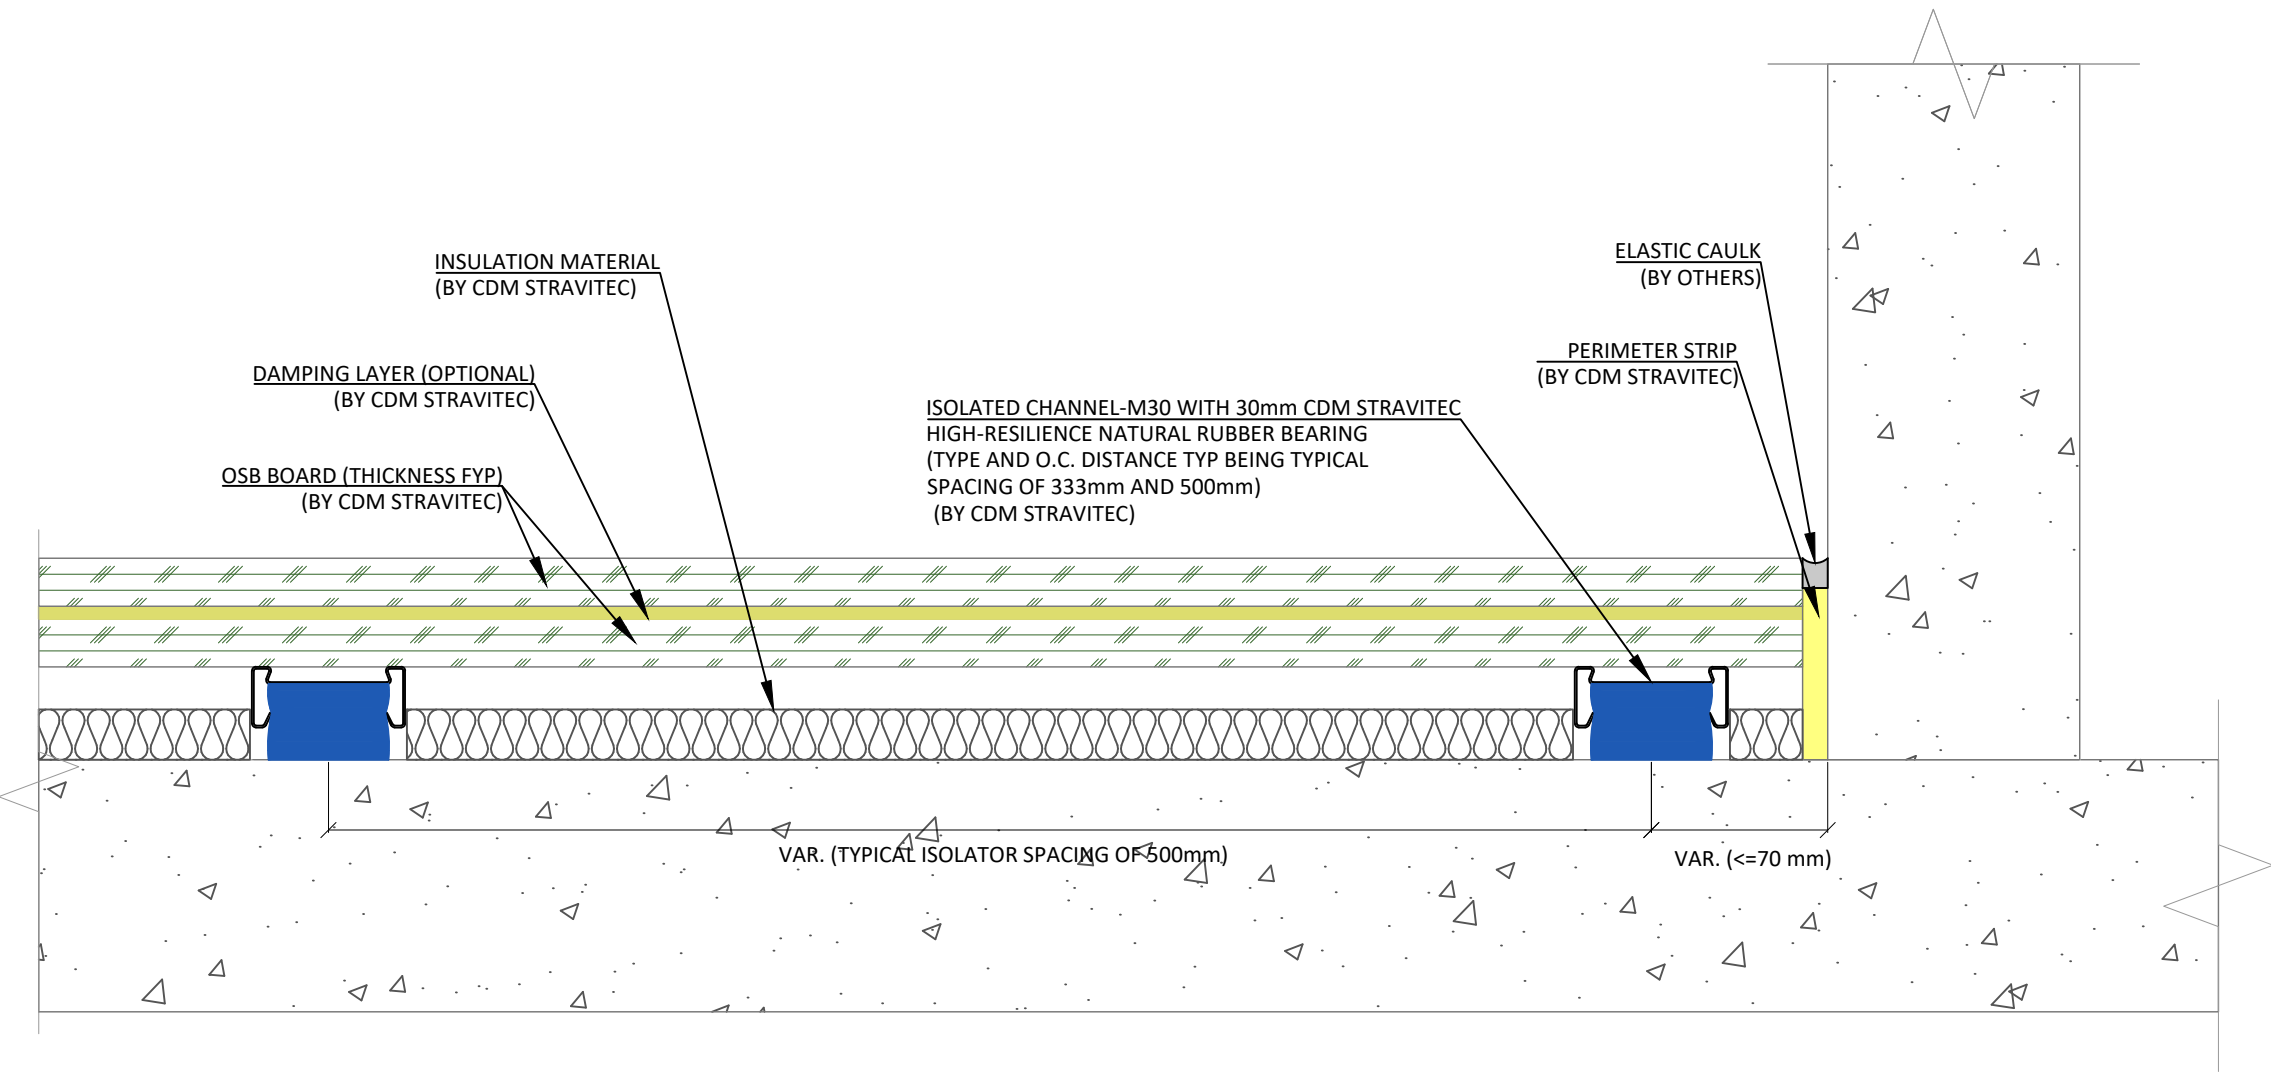 ELASTIC CAULK
(BY OTHERS)
INSULATION MATERIAL
(BY CDM STRAVITEC)
PERIMETER STRIP
(BY CDM STRAVITEC)
DAMPING LAYER (OPTIONAL)
(BY CDM STRAVITEC)
ISOLATED CHANNEL-M30 WITH 30mm CDM STRAVITEC
HIGH-RESILIENCE NATURAL RUBBER BEARING
(TYPE AND O.C. DISTANCE TYP BEING TYPICAL
SPACING OF 333mm AND 500mm)
(BY CDM STRAVITEC)
OSB BOARD (THICKNESS FYP)
(BY CDM STRAVITEC)
VAR. (TYPICAL ISOLATOR SPACING OF 500mm)
VAR. (<=70 mm)